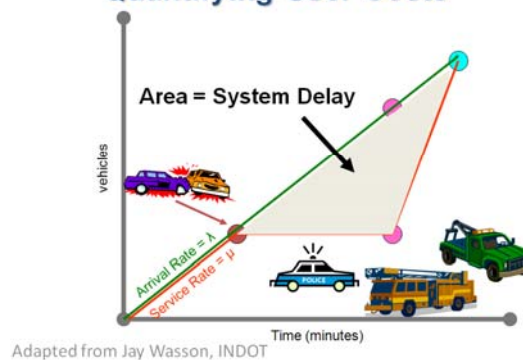 Area = System Delay
vehicles
Arrival Rate = λ
Service Rate = μ
POLICE
Time (minutes)
Adapted from Jay Wasson, INDOT